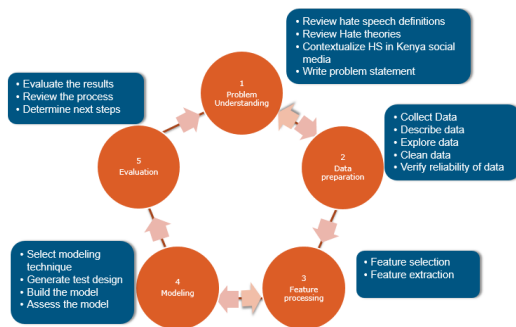 • Review hate speech definitions
• Review Hate theories
• Contextualize HS in Kenya social
media
• Write problem statement
1
Problem
Understanding
• Evaluate the results
• Review the process
• Determine next steps
• Collect Data
• Describe data
• Explore data
• Clean data
• Verify reliability of data
5
Evaluation
2
Data
preparation
• Select modeling
technique
• Generate test design
• Build the model
• Assess the model
4
Modeling
3
Feature
processing
• Feature selection
• Feature extraction